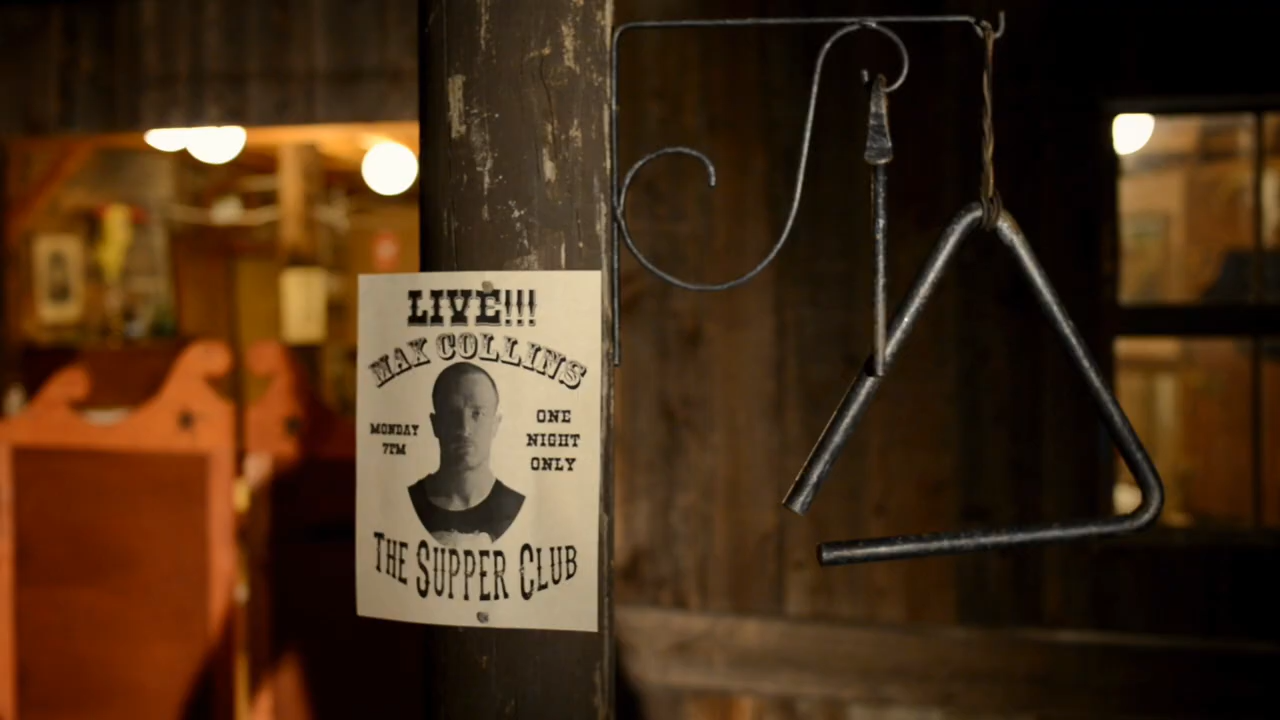 LIVE!!!
MAX COLLINS
MONDAY
7PM
ONE
NIGHT
ONLY
THE SUPPER CLUB